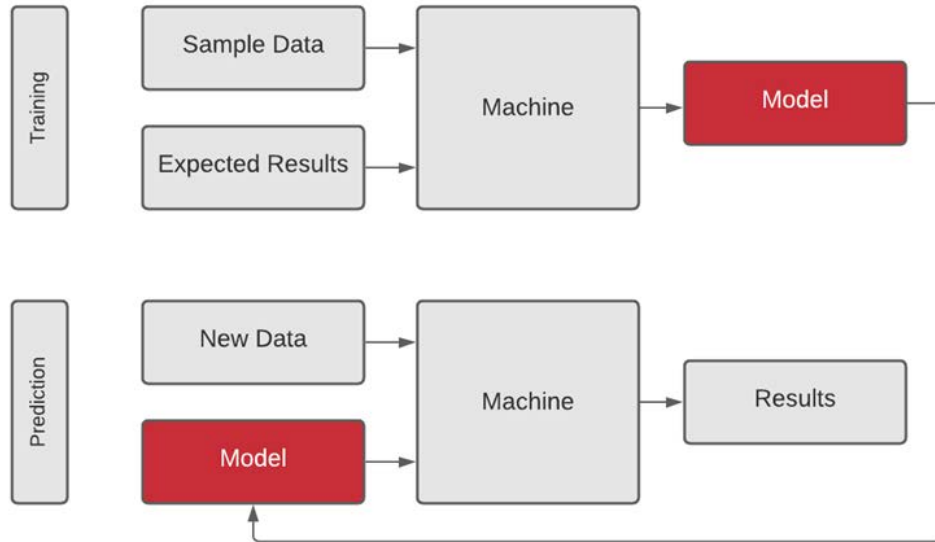 Training
Sample Data
Expected Results
Machine
Model
Prediction
New Data
Model
Machine
Results